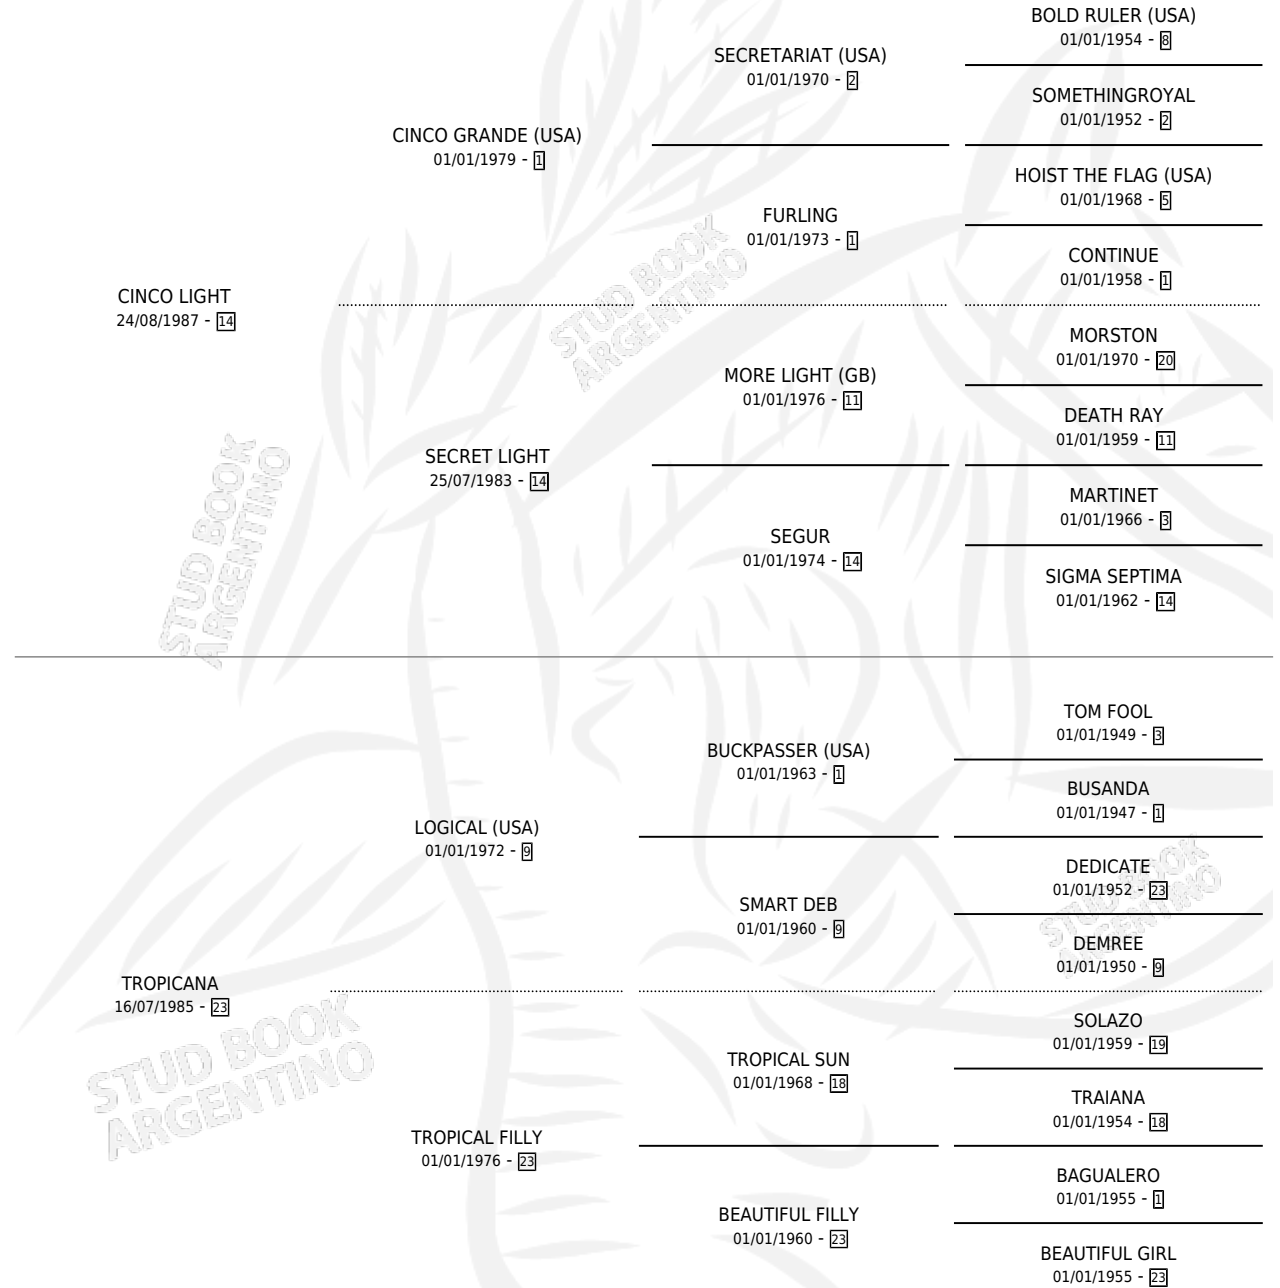 BOLD RULER (USA)
01/01/1954 - 8
SECRETARIAT (USA)
01/01/1970 - 2
SOMETHINGROYAL
01/01/1952 - 2
CINCO GRANDE (USA)
01/01/1979 - 1
HOIST THE FLAG (USA)
01/01/1968 - 5
FURLING
01/01/1973 - 1
CONTINUE
01/01/1958 - 1
CINCO LIGHT
24/08/1987 - 14
STUD BOOK
ARGENTINO
MORSTON
01/01/1970 - 20
MORE LIGHT (GB)
01/01/1976 - 11
DEATH RAY
01/01/1959 - 11
SECRET LIGHT
25/07/1983 - 14
MARTINET
01/01/1966 - 3
SEGUR
01/01/1974 - 14
SIGMA SEPTIMA
01/01/1962 - 14
STUD BOOK
ARGENTINO
TOM FOOL
01/01/1949 - 3
BUCKPASSER (USA)
01/01/1963 - 1
BUSANDA
01/01/1947 - 1
LOGICAL (USA)
01/01/1972 - 9
DEDICATE
01/01/1952 - 23
SMART DEB
01/01/1960 - 9
DEMREE
01/01/1950 - 9
STUD BOOK
ARGENTINO
TROPICANA
16/07/1985 - 23
SOLAZO
01/01/1959 - 19
TROPICAL SUN
01/01/1968 - 18
TRAIANA
01/01/1954 - 18
STUD BOOK
ARGENTINO
TROPICAL FILLY
01/01/1976 - 23
BAGUALERO
01/01/1955 - 1
BEAUTIFUL FILLY
01/01/1960 - 23
BEAUTIFUL GIRL
01/01/1955 - 23